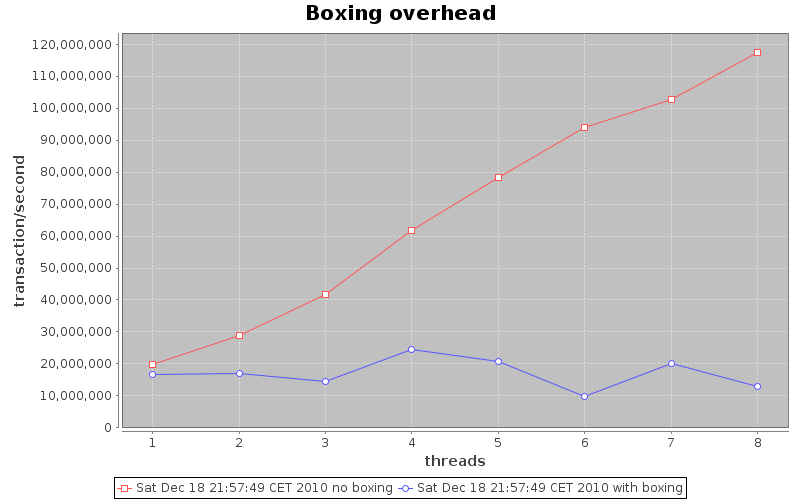 Boxing overhead
120,000,000
110,000,000
100,000,000
90,000,000
80,000,000
70,000,000
60,000,000
50,000,000
40,000,000
30,000,000
20,000,000
10,000,000
0
transaction/second
1 2 3 4 5 6 7 8
threads
Sat Dec 18 21:57:49 CET 2010 no boxing Sat Dec 18 21:57:49 CET 2010 with boxing